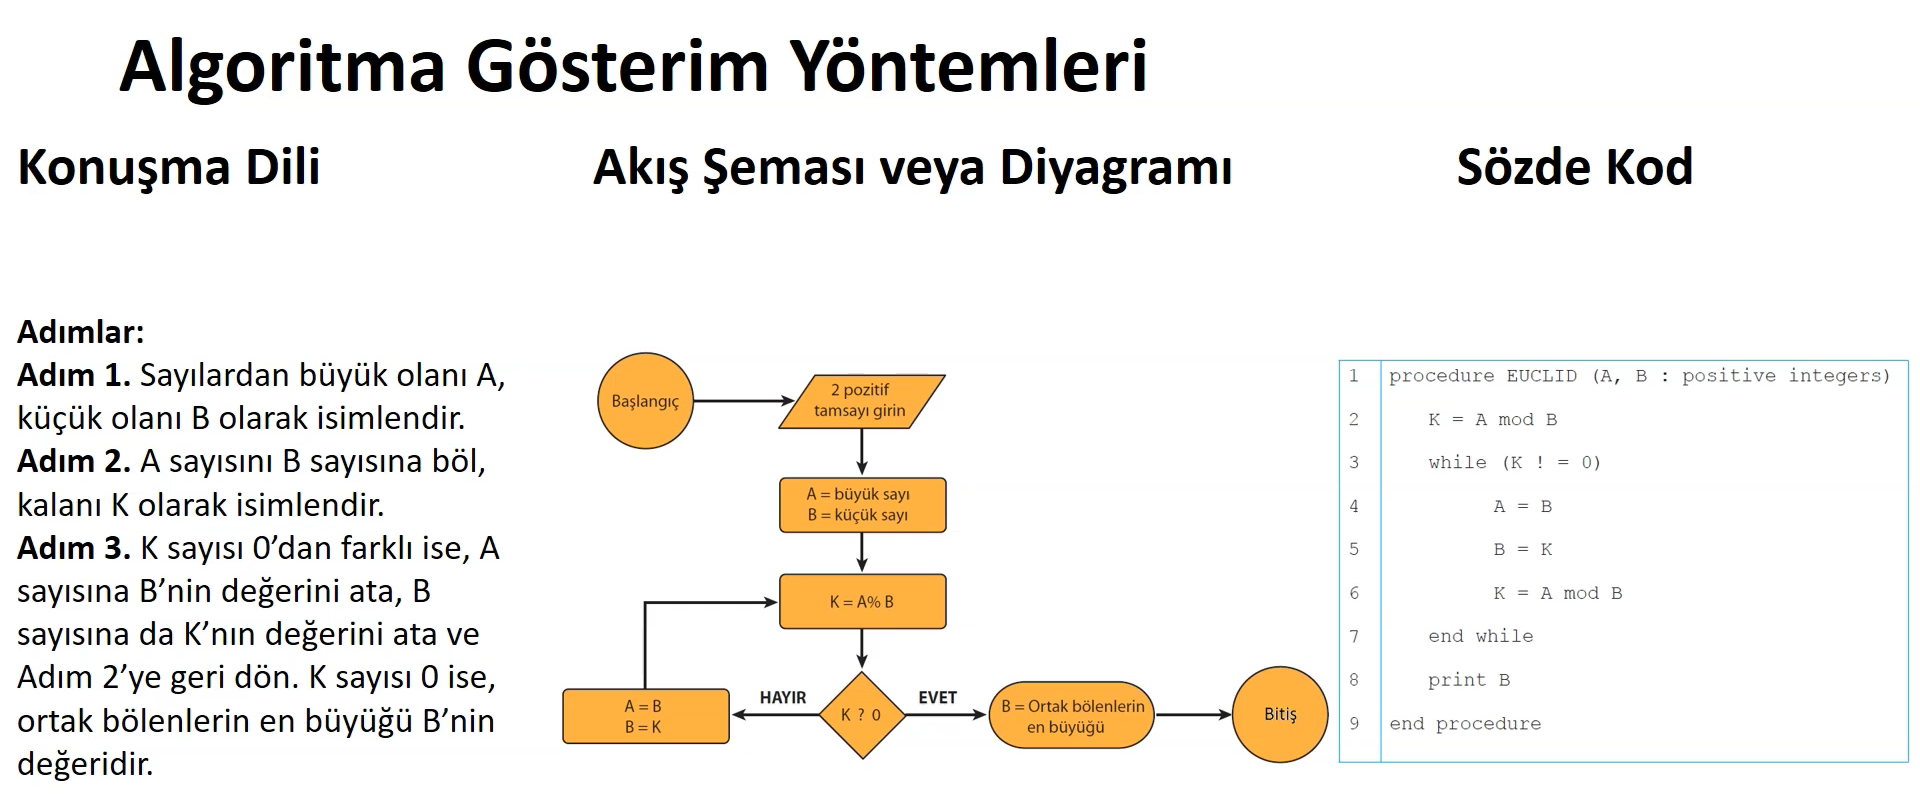 Algoritma Gösterim Yöntemleri
Konuşma Dili
Akış Şeması veya Diyagramı
Sözde Kod
Adımlar:
Adım 1. Sayılardan büyük olanı A,
küçük olanı B olarak isimlendir.
Adım 2. A sayısını B sayısına böl,
kalanı K olarak isimlendir.
Adım 3. K sayısı 0’dan farklı ise, A
sayısına B’nin değerini ata, B
sayısına da K’nın değerini ata ve
Adım 2’ye geri dön. K sayısı 0 ise,
ortak bölenlerin en büyüğü B’nin
değeridir.
Başlangıç
2 pozitif
tamsayı girin
A = büyük sayı
B = küçük sayı
K = A% B
A = B
B = K
HAYIR
K ? 0
EVET
B = Ortak bölenlerin
en büyüğü
Bitiş
1 procedure EUCLID (A, B : positive integers)
2 K = A mod B
3 while (K ! = 0)
4 A = B
5 B = K
6 K = A mod B
7 end while
8 print B
9 end procedure